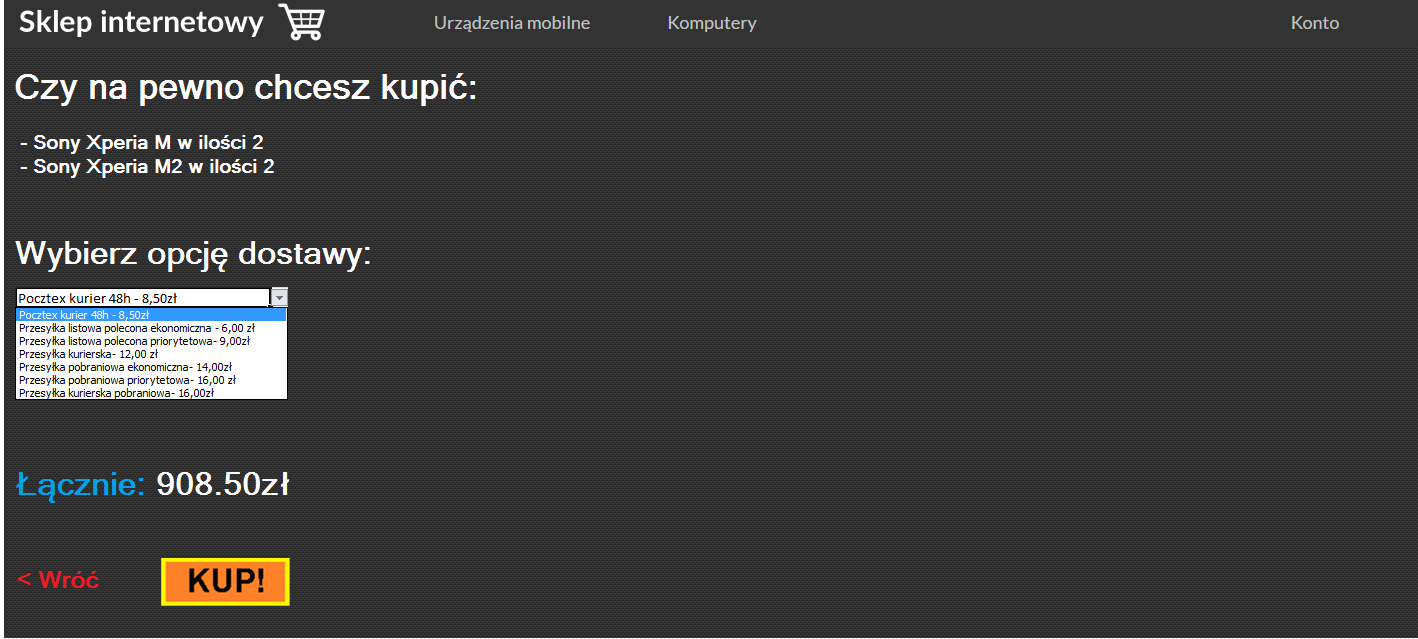 Sklep internetowy
Urządzenia mobilne
Komputery
Konto
Czy na pewno chcesz kupić:
- Sony Xperia M w ilości 2
- Sony Xperia M2 w ilości 2
Wybierz opcję dostawy:
Pocztex kurier 48h - 8,50zł
Pocztex kurier 48h - 8,50zł
Przesyłka listowa polecona ekonomiczna - 6,00 zł
Przesyłka listowa polecona priorytetowa- 9,00zł
Przesyłka kurierska- 12,00 zł
Przesyłka pobraniowa ekonomiczna- 14,00zł
Przesyłka pobraniowa priorytetowa- 16,00 zł
Przesyłka kurierska pobraniowa- 16,00zł
Łącznie: 908.50zł
< Wróć
KUP!